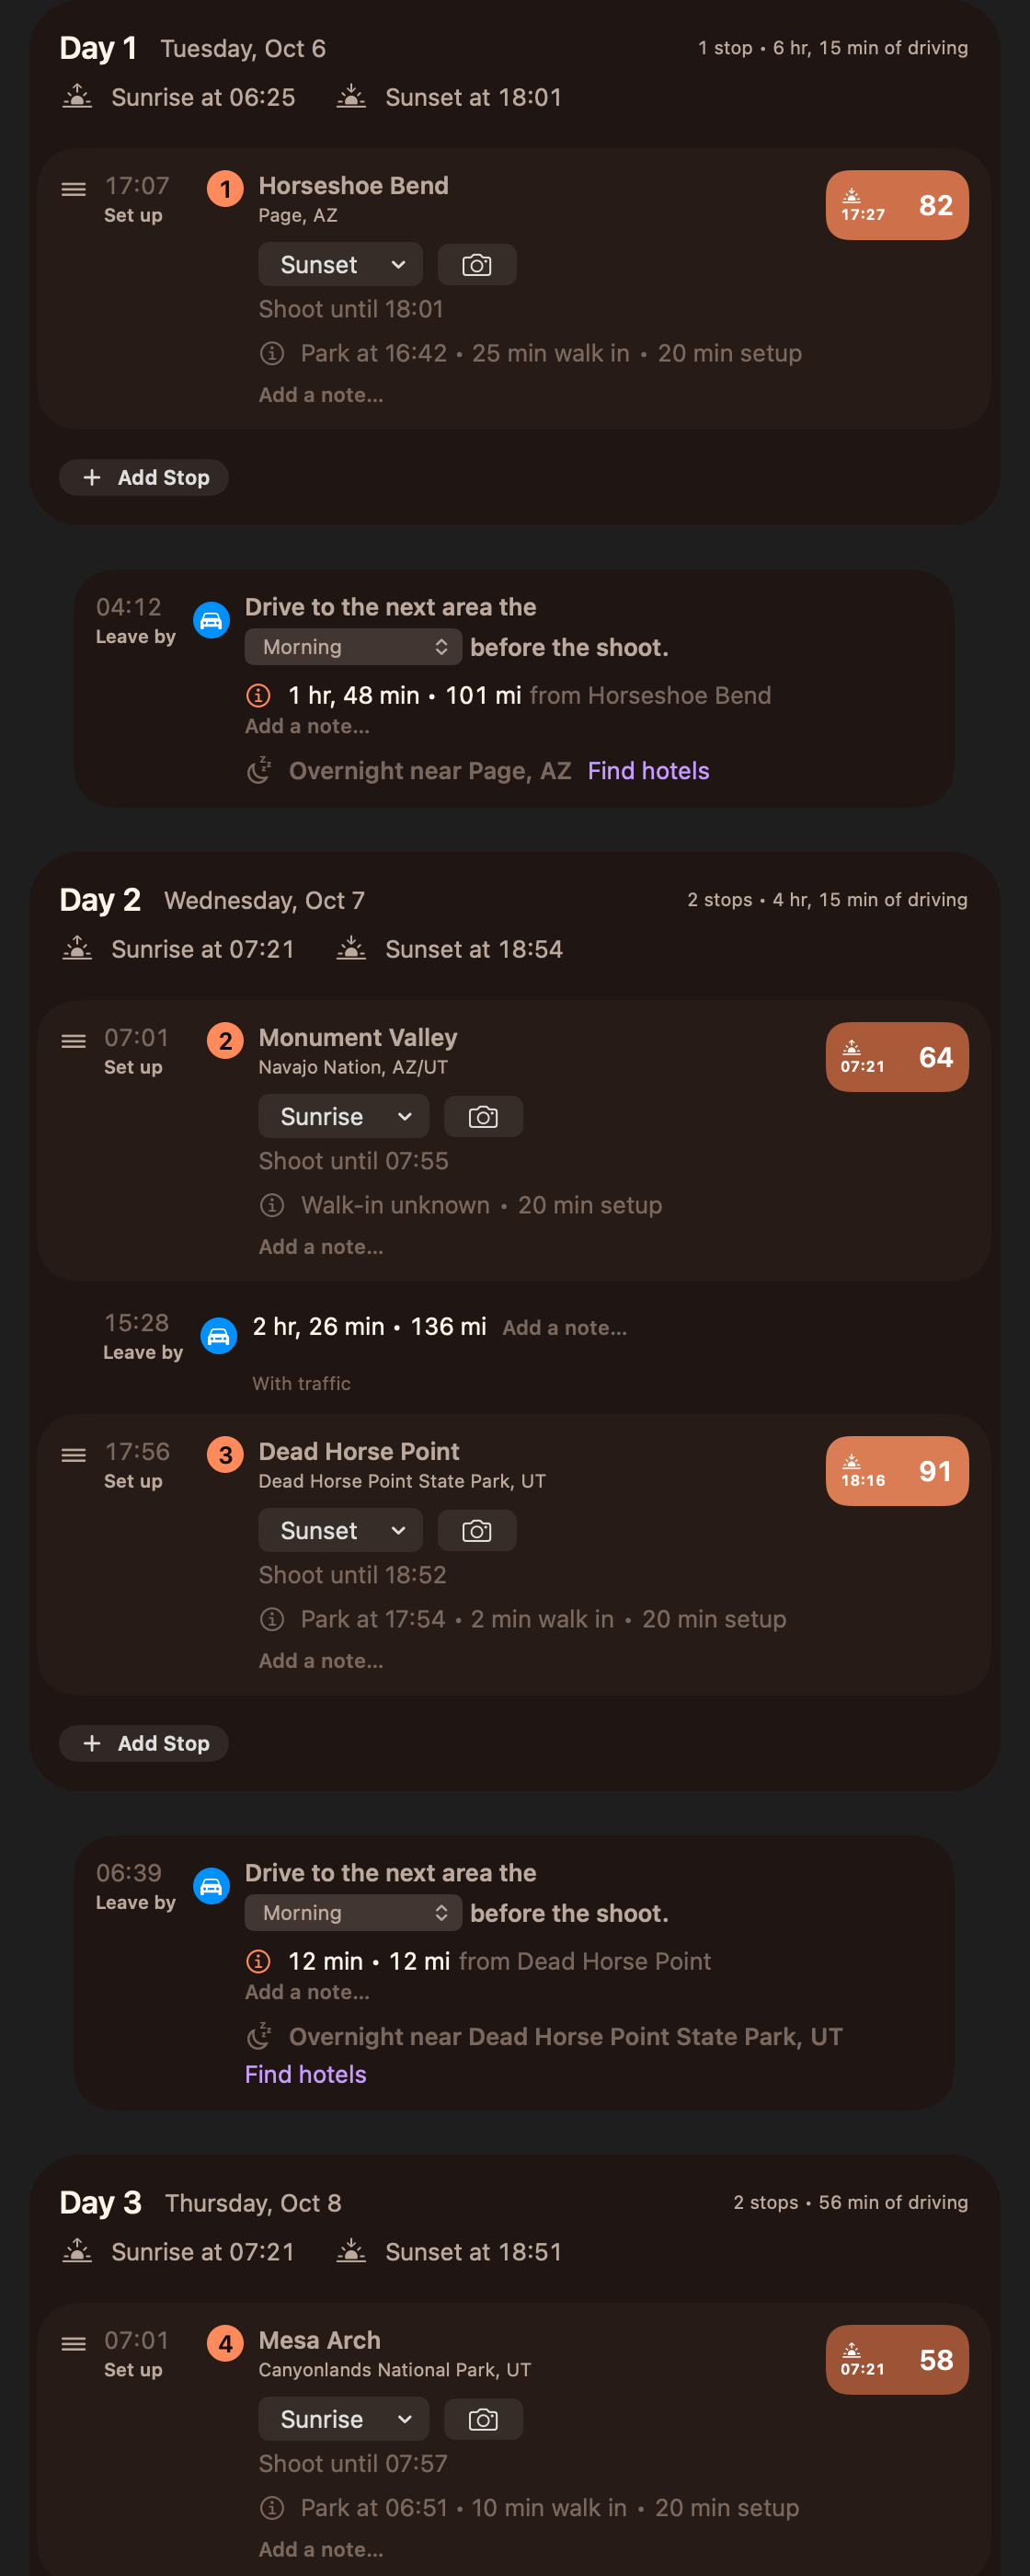 Day 1 Tuesday, Oct 6 1 stop • 6 hr, 15 min of driving
Sunrise at 06:25 Sunset at 18:01
17:07 1 Horseshoe Bend 17:27 82
Set up Page, AZ
Sunset
Shoot until 18:01
Park at 16:42 • 25 min walk in • 20 min setup
Add a note...
+ Add Stop
04:12 Drive to the next area the
Leave by Morning before the shoot.
1 hr, 48 min • 101 mi from Horseshoe Bend
Add a note...
Overnight near Page, AZ Find hotels
Day 2 Wednesday, Oct 7 2 stops • 4 hr, 15 min of driving
Sunrise at 07:21 Sunset at 18:54
07:01 2 Monument Valley 07:21 64
Set up Navajo Nation, AZ/UT
Sunrise
Shoot until 07:55
Walk-in unknown • 20 min setup
Add a note...
15:28 2 hr, 26 min • 136 mi Add a note...
Leave by
With traffic
17:56 3 Dead Horse Point 18:16 91
Set up Dead Horse Point State Park, UT
Sunset
Shoot until 18:52
Park at 17:54 • 2 min walk in • 20 min setup
Add a note...
+ Add Stop
06:39 Drive to the next area the
Leave by Morning before the shoot.
12 min • 12 mi from Dead Horse Point
Add a note...
Overnight near Dead Horse Point State Park, UT
Find hotels
Day 3 Thursday, Oct 8 2 stops • 56 min of driving
Sunrise at 07:21 Sunset at 18:51
07:01 4 Mesa Arch 07:21 58
Set up Canyonlands National Park, UT
Sunrise
Shoot until 07:57
Park at 06:51 • 10 min walk in • 20 min setup
Add a note...